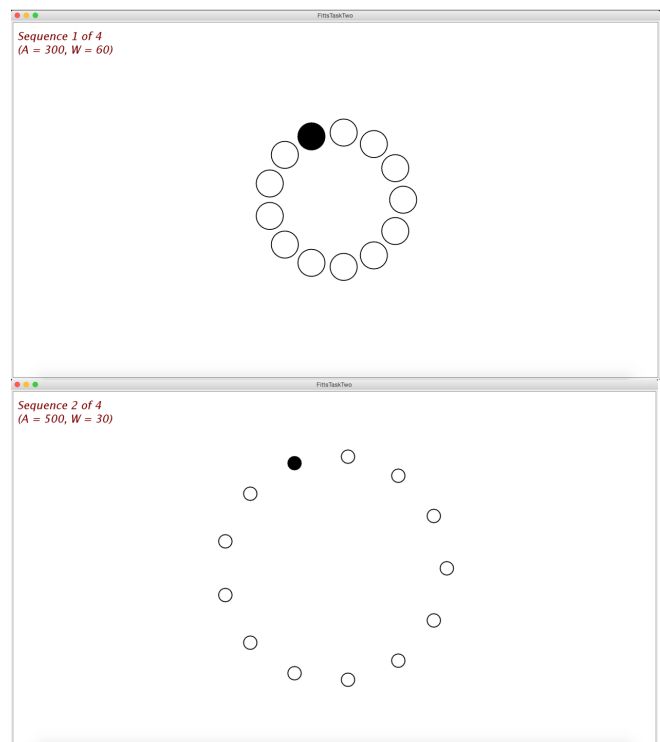 FittsTaskTwo
Sequence 1 of 4
(A = 300, W = 60)
FittsTaskTwo
Sequence 2 of 4
(A = 500, W = 30)